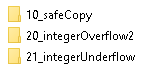 10_safeCopy
20_integerOverflow2
21_integerUnderflow